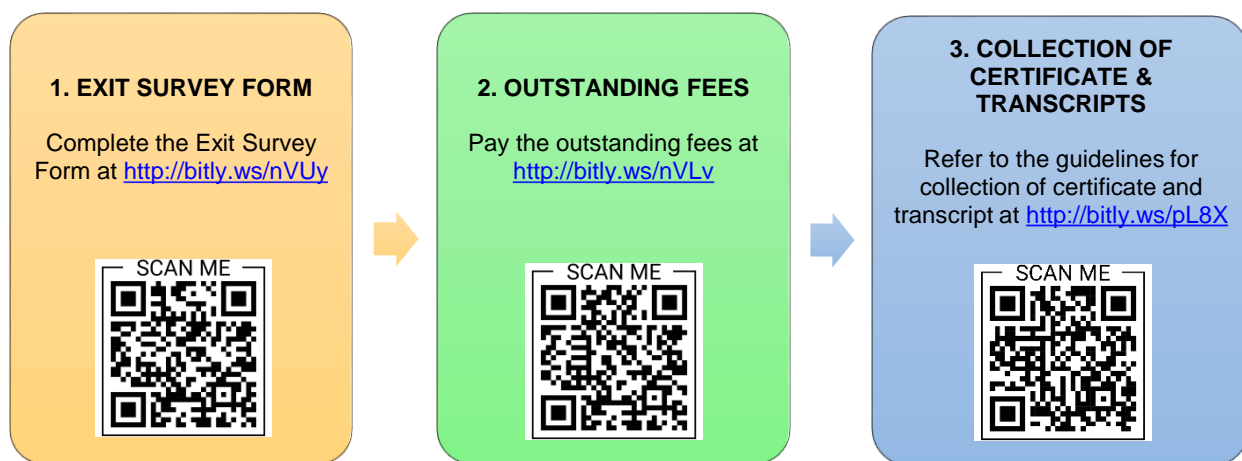 1. EXIT SURVEY FORM
Complete the Exit Survey
Form at http://bitly.ws/nVUy
SCAN ME
2. OUTSTANDING FEES
Pay the outstanding fees at
http://bitly.ws/nVLv
SCAN ME
3. COLLECTION OF
CERTIFICATE &
TRANSCRIPTS
Refer to the guidelines for
collection of certificate and
transcript at http://bitly.ws/pL8X
SCAN ME